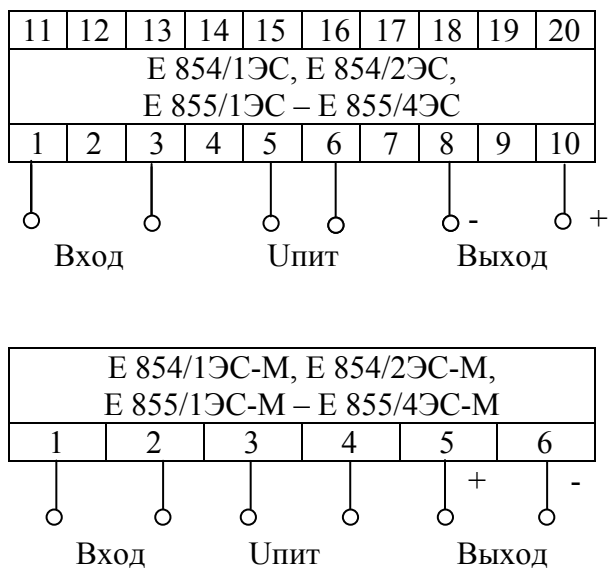 11 12 13 14 15 16 17 18 19 20
Е 854/1ЭС, Е 854/2ЭС,
Е 855/1ЭС – Е 855/4ЭС
1 2 3 4 5 6 7 8 9 10
- +
Вход Uпит Выход
Е 854/1ЭС-М, Е 854/2ЭС-М,
Е 855/1ЭС-М – Е 855/4ЭС-М
1 2 3 4 5 6
+ -
Вход Uпит Выход